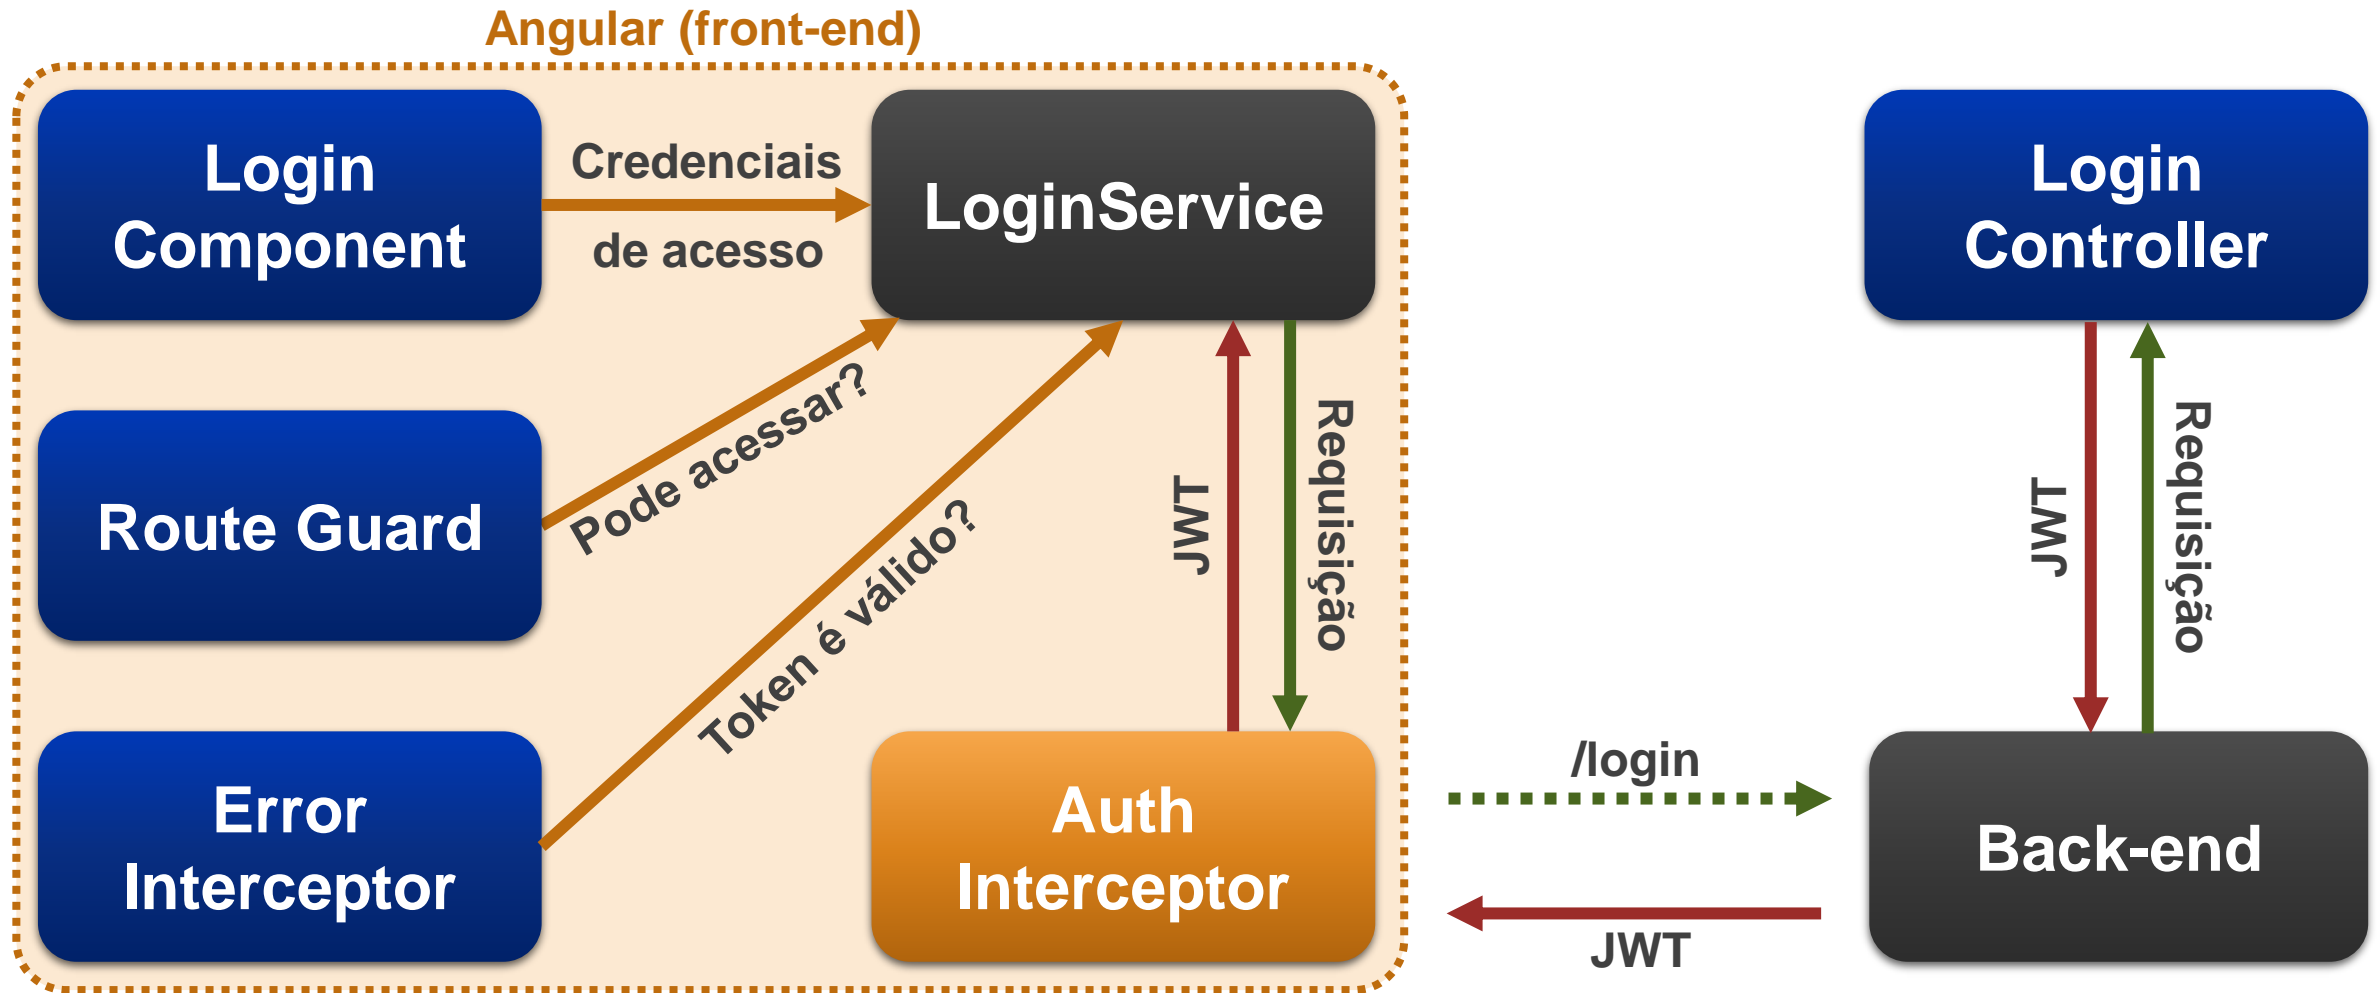 Angular (front-end)
Login
Component
Credenciais
de acesso
LoginService
Login
Controller
Route Guard
Pode acessar?
Token é válido?
JWT
Requisição
JWT
Requisição
Error
Interceptor
Auth
Interceptor
/login
JWT
Back-end